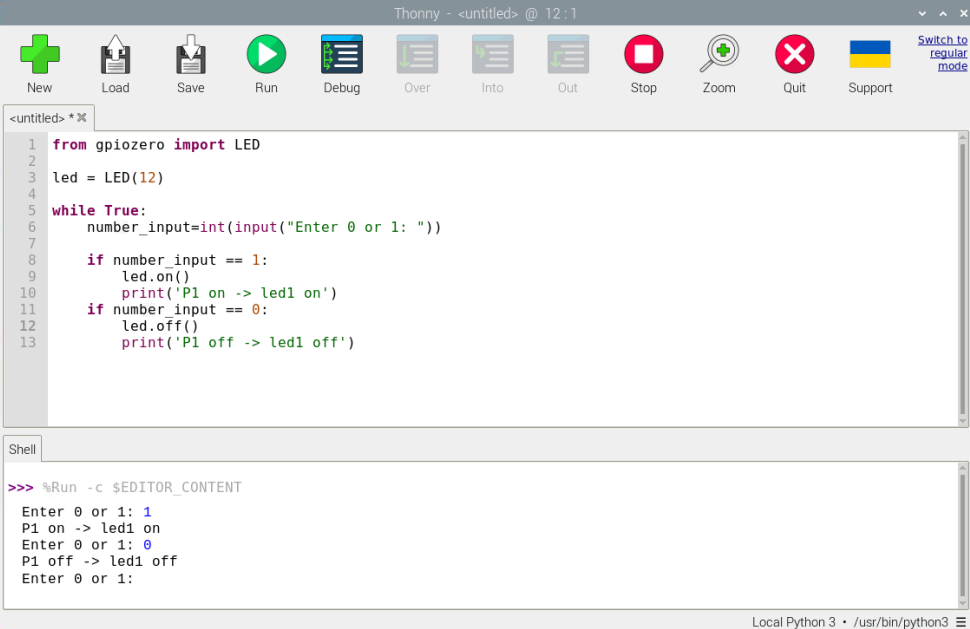 Thonny - <untitled> @ 12 : 1
New Load Save Run Debug Over Into Out Stop Zoom Quit Support
Switch to
regular
mode
<untitled> *
1 from gpiozero import LED
2
3 led = LED(12)
4
5 while True:
6     number_input=int(input("Enter 0 or 1: "))
7
8     if number_input == 1:
9         led.on()
10         print('P1 on -> led1 on')
11     if number_input == 0:
12         led.off()
13         print('P1 off -> led1 off')
Shell
>>> %Run -c $EDITOR_CONTENT
Enter 0 or 1: 1
P1 on -> led1 on
Enter 0 or 1: 0
P1 off -> led1 off
Enter 0 or 1:
Local Python 3 • /usr/bin/python3